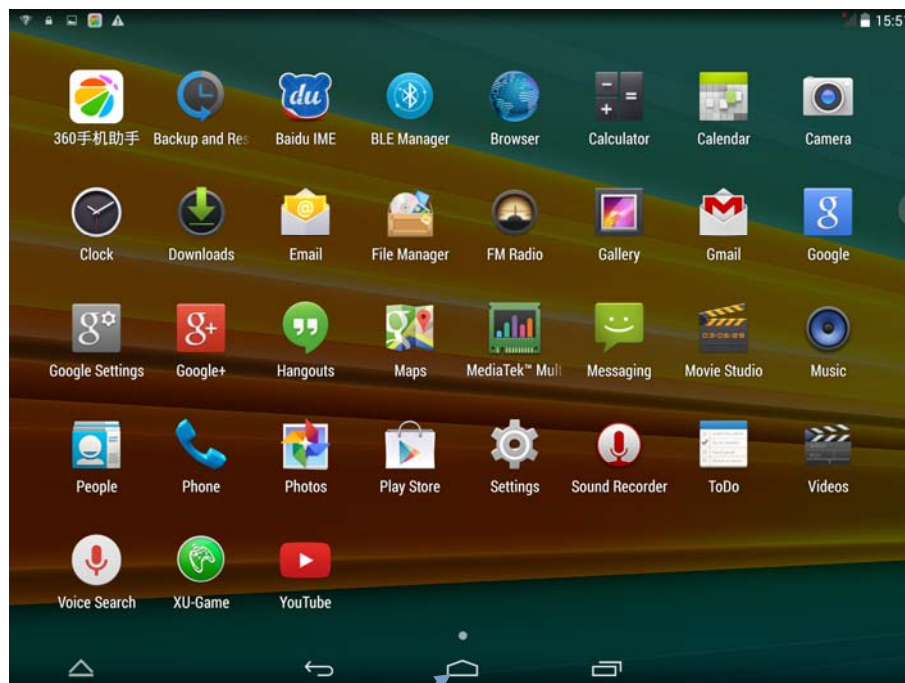 15:5
360手机助手 Backup and Res Baidu IME BLE Manager Browser Calculator Calendar Camera
Clock Downloads Email File Manager FM Radio Gallery Gmail Google
Google Settings Google+ Hangouts Maps MediaTek™ Mult Messaging Movie Studio Music
People Phone Photos Play Store Settings Sound Recorder ToDo Videos
Voice Search XU-Game YouTube